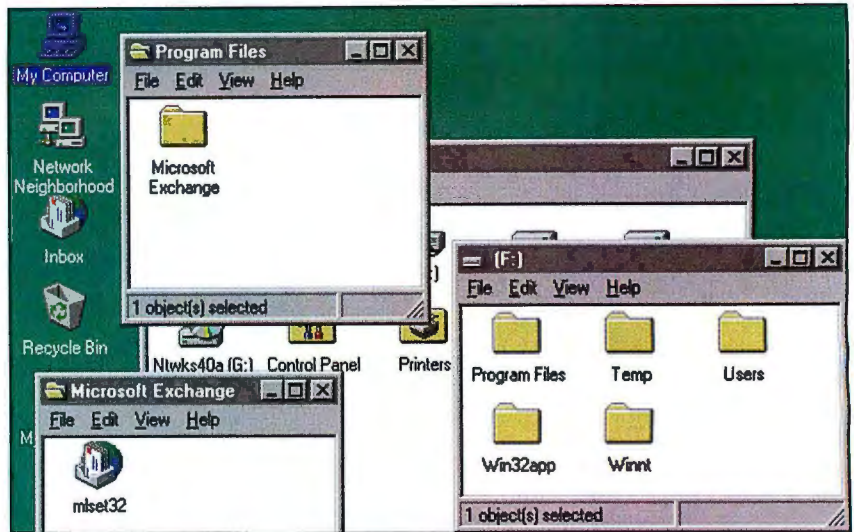 My Computer
Network
Neighborhood
Inbox
Recycle Bin
M
Program Files
File Edit View Help
Microsoft
Exchange
1 object(s) selected
:)
Ntwks40a (G:) Control Panel Printers
(F:)
File Edit View Help
Program Files Temp Users
Win32app Winnt
1 object(s) selected
Microsoft Exchange
File Edit View Help
mlset32